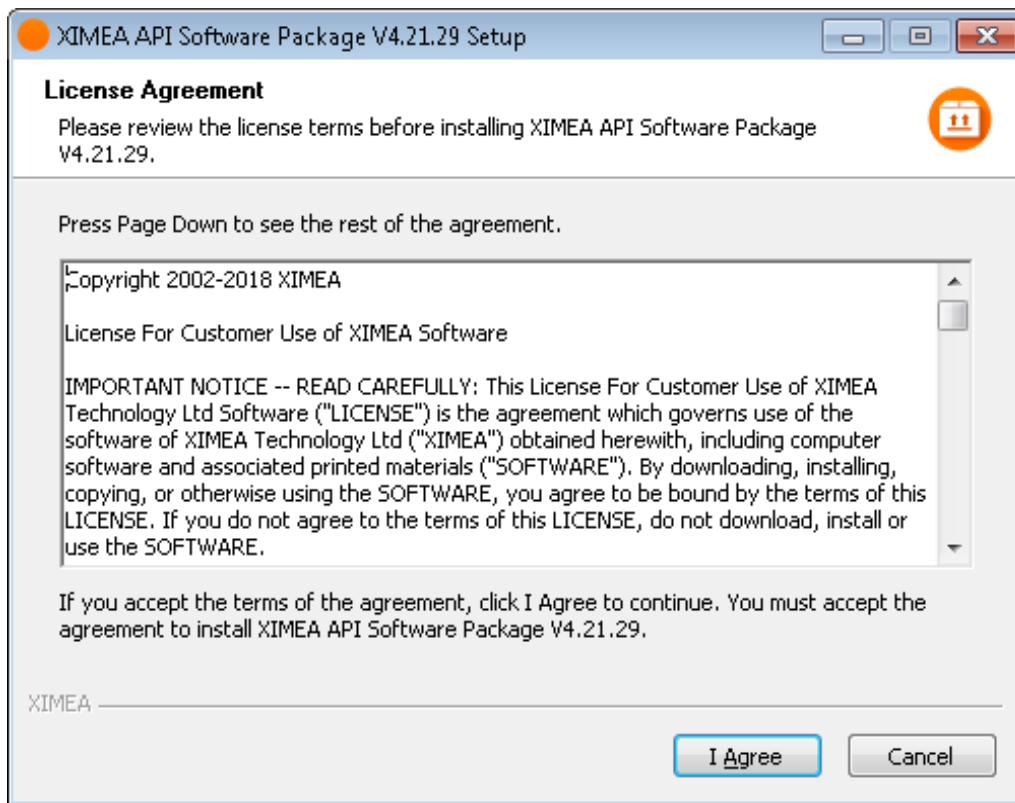 XIMEA API Software Package V4.21.29 Setup
License Agreement
Please review the license terms before installing XIMEA API Software Package
V4.21.29.
Press Page Down to see the rest of the agreement.
Copyright 2002-2018 XIMEA
License For Customer Use of XIMEA Software
IMPORTANT NOTICE -- READ CAREFULLY: This License For Customer Use of XIMEA
Technology Ltd Software ("LICENSE") is the agreement which governs use of the
software of XIMEA Technology Ltd ("XIMEA") obtained herewith, including computer
software and associated printed materials ("SOFTWARE"). By downloading, installing,
copying, or otherwise using the SOFTWARE, you agree to be bound by the terms of this
LICENSE. If you do not agree to the terms of this LICENSE, do not download, install or
use the SOFTWARE.
If you accept the terms of the agreement, click I Agree to continue. You must accept the
agreement to install XIMEA API Software Package V4.21.29.
XIMEA
I Agree
Cancel